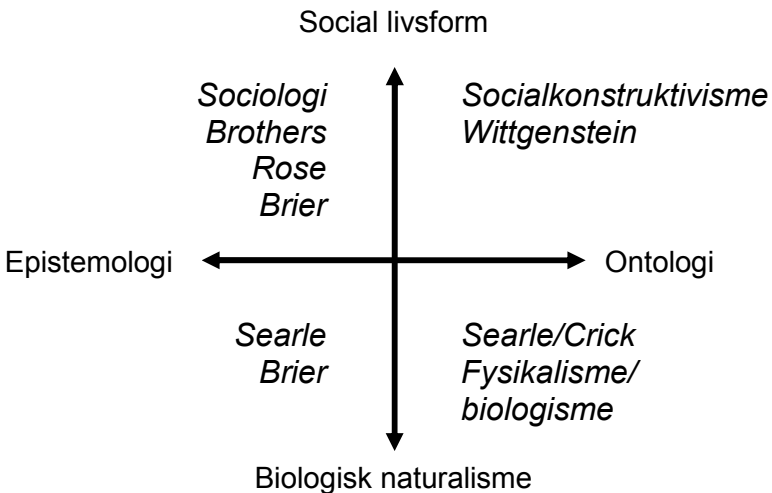 Social livsform
Sociologi
Brothers
Rose
Brier
Socialkonstruktivisme
Wittgenstein
Epistemologi
Ontologi
Searle
Brier
Searle/Crick
Fysikalisme/
biologisme
Biologisk naturalisme